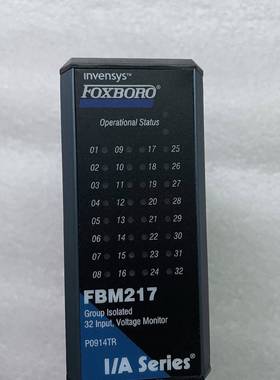 invensys™
FOXBORO®
Operational Status
01 09 17 25
02 10 18 26
03 11 19 27
04 12 20 28
05 13 21 29
06 14 22 30
07 15 23 31
08 16 24 32
FBM217
Group Isolated
32 Input, Voltage Monitor
P0914TR
I/A Series®